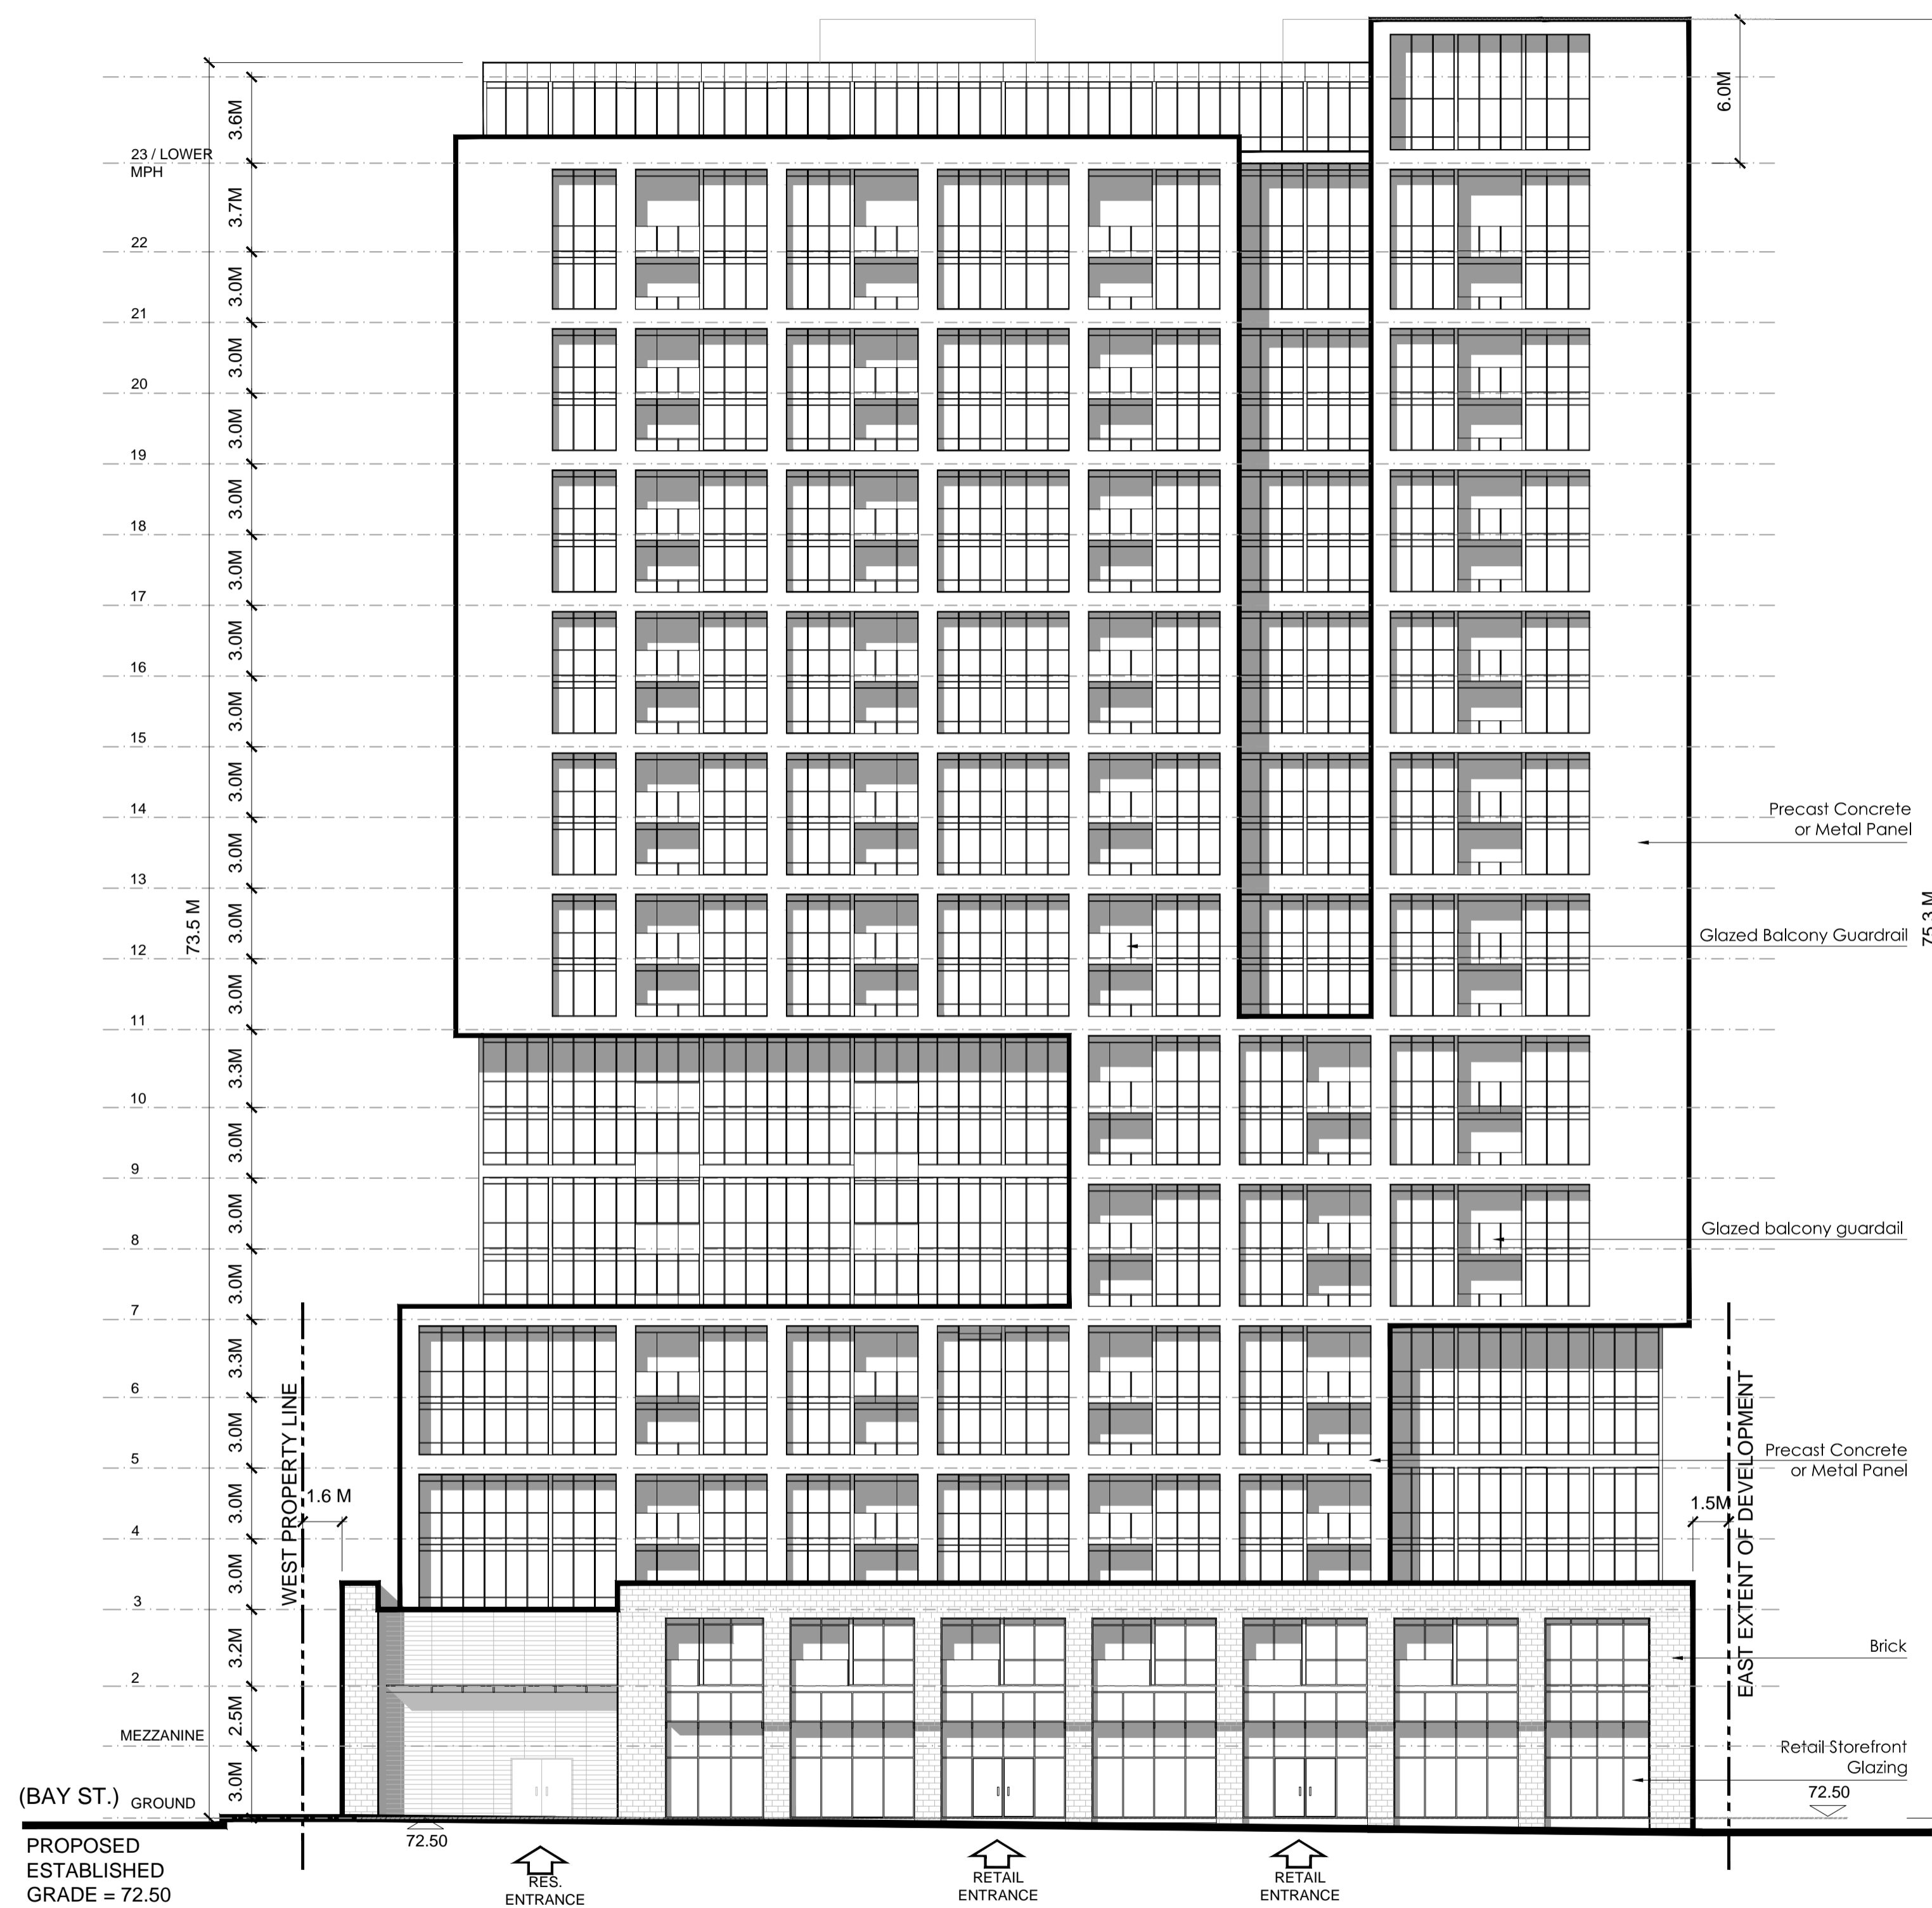 6.0M
3.6M
23 / LOWER
MPH
3.7M
22
3.0M
21
3.0M
20
3.0M
19
3.0M
18
3.0M
17
3.0M
16
3.0M
15
3.0M
14
3.0M
13
3.0M
12
3.0M
11
3.3M
10
3.0M
9
3.0M
8
3.0M
7
3.3M
6
3.0M
5
3.0M
4
3.0M
3
3.2M
2
2.5M
MEZZANINE
3.0M
(BAY ST.)
GROUND
73.5 M
75.3 M
Precast Concrete
or Metal Panel
Glazed Balcony Guardrail
Glazed balcony guardail
Precast Concrete
or Metal Panel
WEST PROPERTY LINE
1.6 M
1.5M
EAST EXTENT OF DEVELOPMENT
Brick
Retail Storefront
Glazing
72.50
72.50
PROPOSED
ESTABLISHED
GRADE = 72.50
RES.
ENTRANCE
RETAIL
ENTRANCE
RETAIL
ENTRANCE